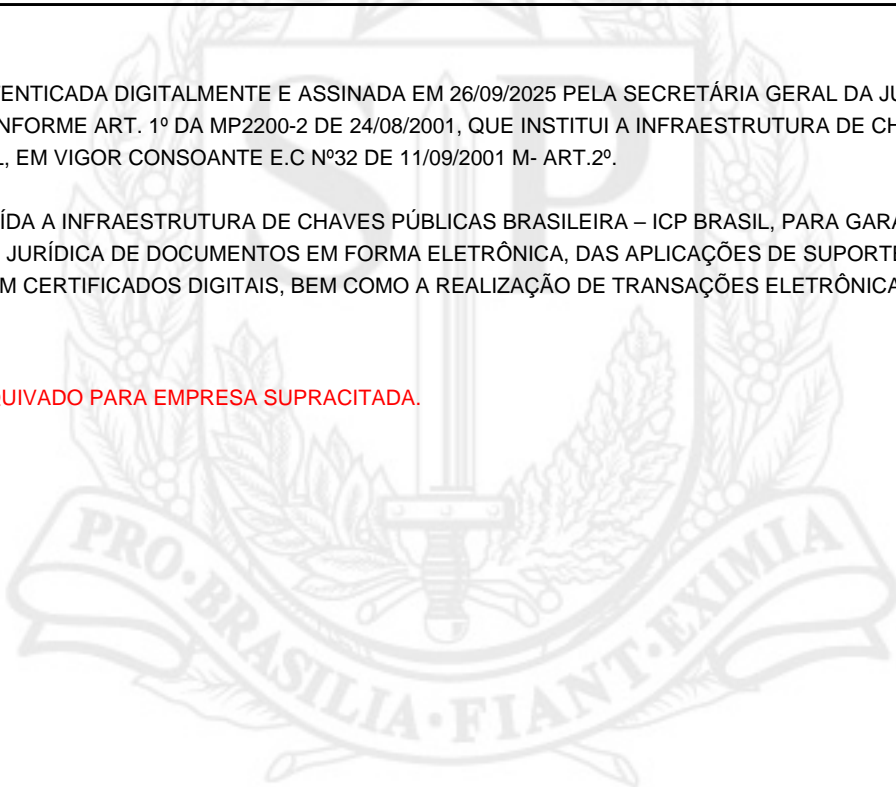 ENTICADA DIGITALMENTE E ASSINADA EM 26/09/2025 PELA SECRETÁRIA GERAL DA JU
NFORME ART. 1º DA MP2200-2 DE 24/08/2001, QUE INSTITUI A INFRAESTRUTURA DE CH
L, EM VIGOR CONSOANTE E.C Nº32 DE 11/09/2001 M- ART.2º.
ÍDA A INFRAESTRUTURA DE CHAVES PÚBLICAS BRASILEIRA – ICP BRASIL, PARA GARA
JURÍDICA DE DOCUMENTOS EM FORMA ELETRÔNICA, DAS APLICAÇÕES DE SUPORTE
M CERTIFICADOS DIGITAIS, BEM COMO A REALIZAÇÃO DE TRANSAÇÕES ELETRÔNICA
UIVADO PARA EMPRESA SUPRACITADA.
SP
PRO·BRASILIA·FIANT·EXIMIA